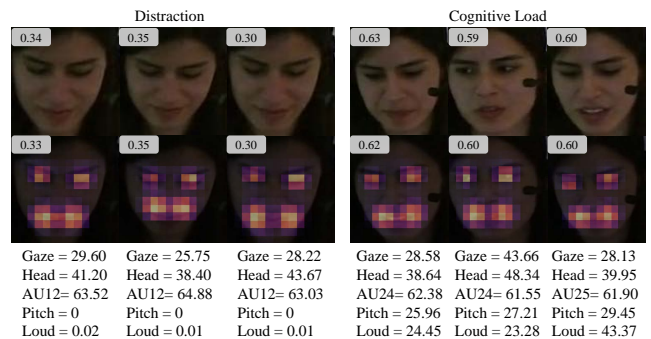 Distraction
Cognitive Load
0.34 0.35 0.30
0.63 0.59 0.60
0.33 0.35 0.30
0.62 0.60 0.60
Gaze = 29.60 Gaze = 25.75 Gaze = 28.22
Head = 41.20 Head = 38.40 Head = 43.67
AU12= 63.52 AU12= 64.88 AU12= 63.03
Pitch = 0 Pitch = 0 Pitch = 0
Loud = 0.02 Loud = 0.01 Loud = 0.01
Gaze = 28.58 Gaze = 43.66 Gaze = 28.13
Head = 38.64 Head = 48.34 Head = 39.95
AU24= 62.38 AU24= 61.55 AU25= 61.90
Pitch = 25.96 Pitch = 27.21 Pitch = 29.45
Loud = 24.45 Loud = 23.28 Loud = 43.37